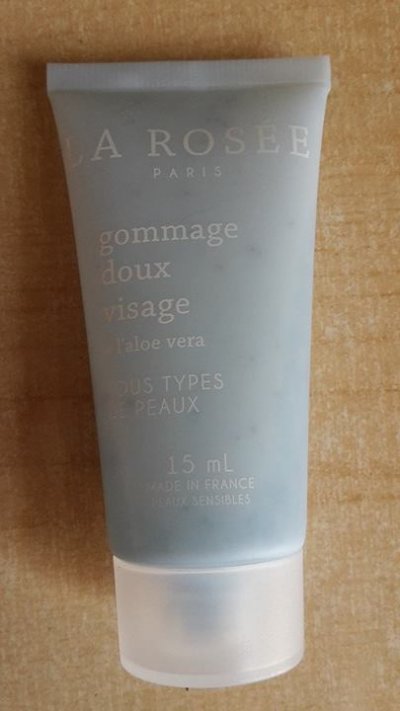 LA ROSÉE
PARIS
gommage
doux
visage
à l'aloe vera
TOUS TYPES
DE PEAUX
15 mL
MADE IN FRANCE
PEAUX SENSIBLES